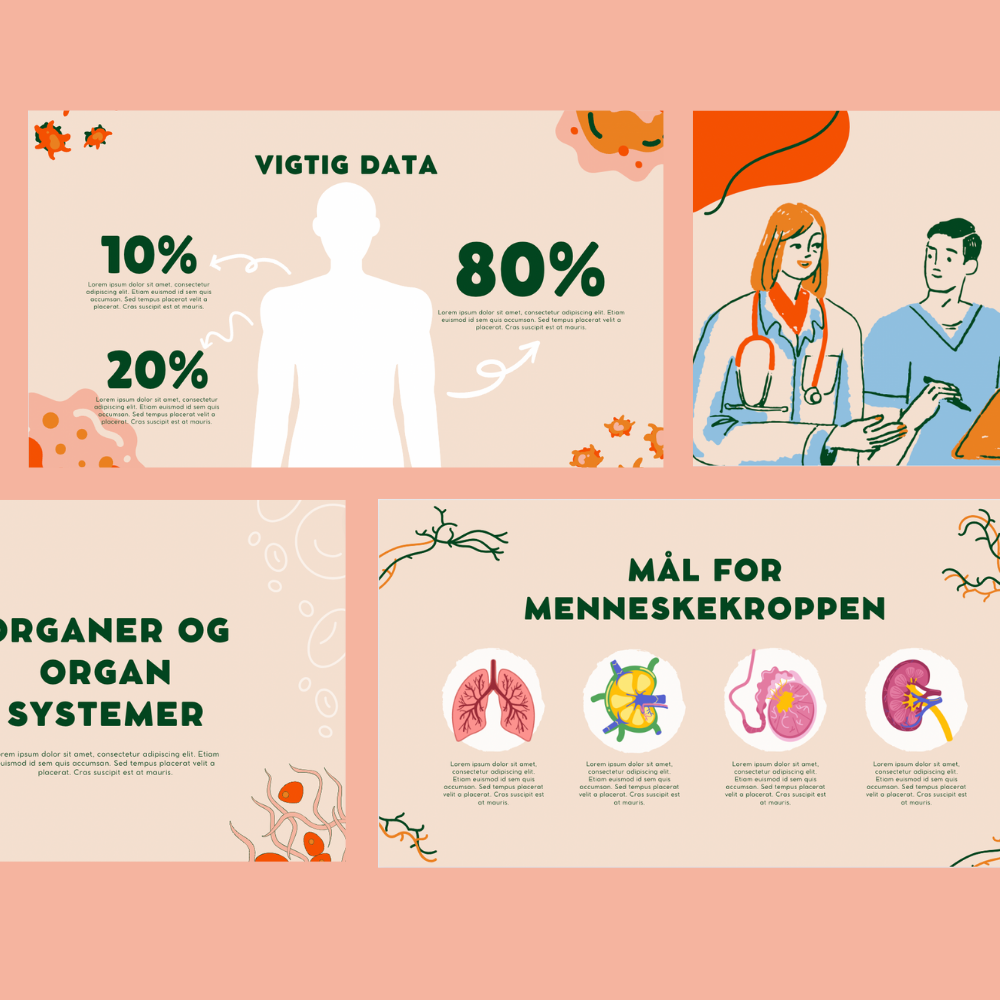 VIGTIG DATA
10%
Lorem ipsum dolor sit amet, consectetur
adipiscing elit. Etiam euismod id sem quis
accumsan. Sed tempus placerat velit a
placerat. Cras suscipit est at mauris.
20%
Lorem ipsum dolor sit amet, consectetur
adipiscing elit. Etiam euismod id sem quis
accumsan. Sed tempus placerat velit a
placerat. Cras suscipit est at mauris.
80%
Lorem ipsum dolor sit amet, consectetur adipiscing elit. Etiam
euismod id sem quis accumsan. Sed tempus placerat velit a
placerat. Cras suscipit est at mauris.
ORGANER OG
ORGAN
SYSTEMER
rem ipsum dolor sit amet, consectetur adipiscing elit. Etiam
uismod id sem quis accumsan. Sed tempus placerat velit a
placerat. Cras suscipit est at mauris.
MÅL FOR
MENNESKEKROPPEN
Lorem ipsum dolor sit amet,
consectetur adipiscing elit.
Etiam euismod id sem quis
accumsan. Sed tempus placerat
velit a placerat. Cras suscipit est
at mauris.
Lorem ipsum dolor sit amet,
consectetur adipiscing elit.
Etiam euismod id sem quis
accumsan. Sed tempus placerat
velit a placerat. Cras suscipit est
at mauris.
Lorem ipsum dolor sit amet,
consectetur adipiscing elit.
Etiam euismod id sem quis
accumsan. Sed tempus placerat
velit a placerat. Cras suscipit est
at mauris.
Lorem ipsum dolor sit amet,
consectetur adipiscing elit.
Etiam euismod id sem quis
accumsan. Sed tempus placerat
velit a placerat. Cras suscipit est
at mauris.